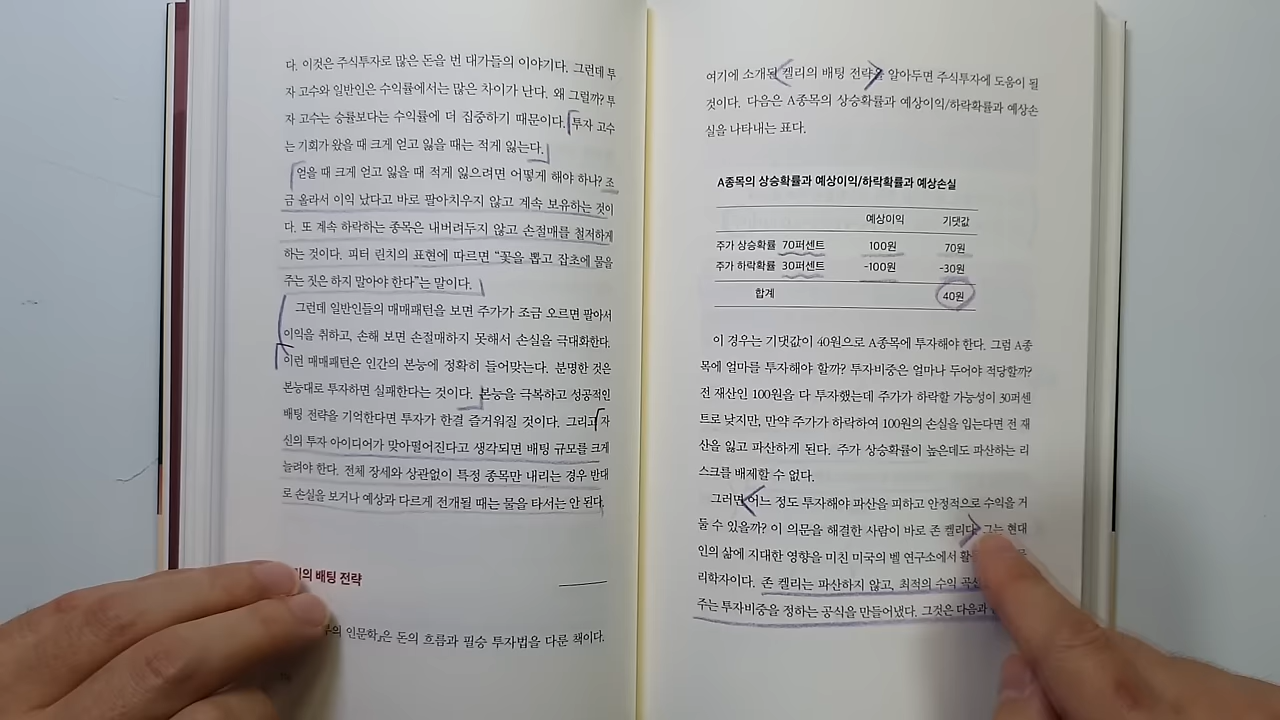 다. 이것은 주식투자로 많은 돈을 번 대가들의 이야기다. 그런데 투
자 고수와 일반인은 수익률에서는 많은 차이가 난다. 왜 그럴까? 투
자 고수는 승률보다는 수익률에 더 집중하기 때문이다. 투자 고수
는 기회가 왔을 때 크게 얻고 잃을 때는 적게 잃는다.
얻을 때 크게 얻고 잃을 때 적게 잃으려면 어떻게 해야 하나? 조
금 올라서 이익 났다고 바로 팔아치우지 않고 계속 보유하는 것이
다. 또 계속 하락하는 종목은 내버려두지 않고 손절매를 철저하게
하는 것이다. 피터 린치의 표현에 따르면 “꽃을 뽑고 잡초에 물을
주는 짓은 하지 말아야 한다”는 말이다.
그런데 일반인들의 매매패턴을 보면 주가가 조금 오르면 팔아서
이익을 취하고, 손해 보면 손절매하지 못해서 손실을 극대화한다.
이런 매매패턴은 인간의 본능에 정확히 들어맞는다. 분명한 것은
본능대로 투자하면 실패한다는 것이다. 본능을 극복하고 성공적인
배팅 전략을 기억한다면 투자가 한결 즐거워질 것이다. 그리고 자
신의 투자 아이디어가 맞아떨어진다고 생각되면 배팅 규모를 크게
늘려야 한다. 전체 장세와 상관없이 특정 종목만 내리는 경우 반대
로 손실을 보거나 예상과 다르게 전개될 때는 물을 타서는 안 된다.
의 배팅 전략
의 인문학』은 돈의 흐름과 필승 투자법을 다룬 책이다.
여기에 소개된 켈리의 배팅 전략을 알아두면 주식투자에 도움이 될
것이다. 다음은 A종목의 상승확률과 예상이익/하락확률과 예상손
실을 나타내는 표다.
A종목의 상승확률과 예상이익/하락확률과 예상손실
예상이익 기댓값
주가 상승확률 70퍼센트 100원 70원
주가 하락확률 30퍼센트 -100원 -30원
합계 40원
이 경우는 기댓값이 40원으로 A종목에 투자해야 한다. 그럼 A종
목에 얼마를 투자해야 할까? 투자비중은 얼마나 두어야 적당할까?
전 재산인 100원을 다 투자했는데 주가가 하락할 가능성이 30퍼센
트로 낮지만, 만약 주가가 하락하여 100원의 손실을 입는다면 전 재
산을 잃고 파산하게 된다. 주가 상승확률이 높은데도 파산하는 리
스크를 배제할 수 없다.
그러면 어느 정도 투자해야 파산을 피하고 안정적으로 수익을 거
둘 수 있을까? 이 의문을 해결한 사람이 바로 존 켈리다. 그는 현대
인의 삶에 지대한 영향을 미친 미국의 벨 연구소에서
리학자이다. 존 켈리는 파산하지 않고, 최적의 수익
주는 투자비중을 정하는 공식을 만들어냈다. 그것은 다음과